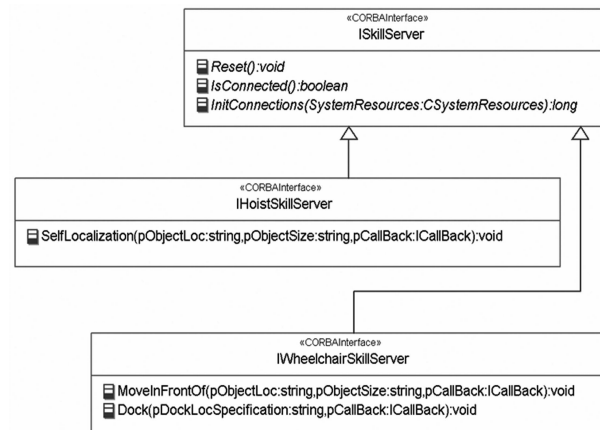 «CORBAInterface»
ISkillServer
Reset():void
IsConnected():boolean
InitConnections(SystemResources:CSystemResources):long
«CORBAInterface»
IHoistSkillServer
SelfLocalization(pObjectLoc:string,pObjectSize:string,pCallBack:ICallBack):void
«CORBAInterface»
IWheelchairSkillServer
MoveInFrontOf(pObjectLoc:string,pObjectSize:string,pCallBack:ICallBack):void
Dock(pDockLocSpecification:string,pCallBack:ICallBack):void